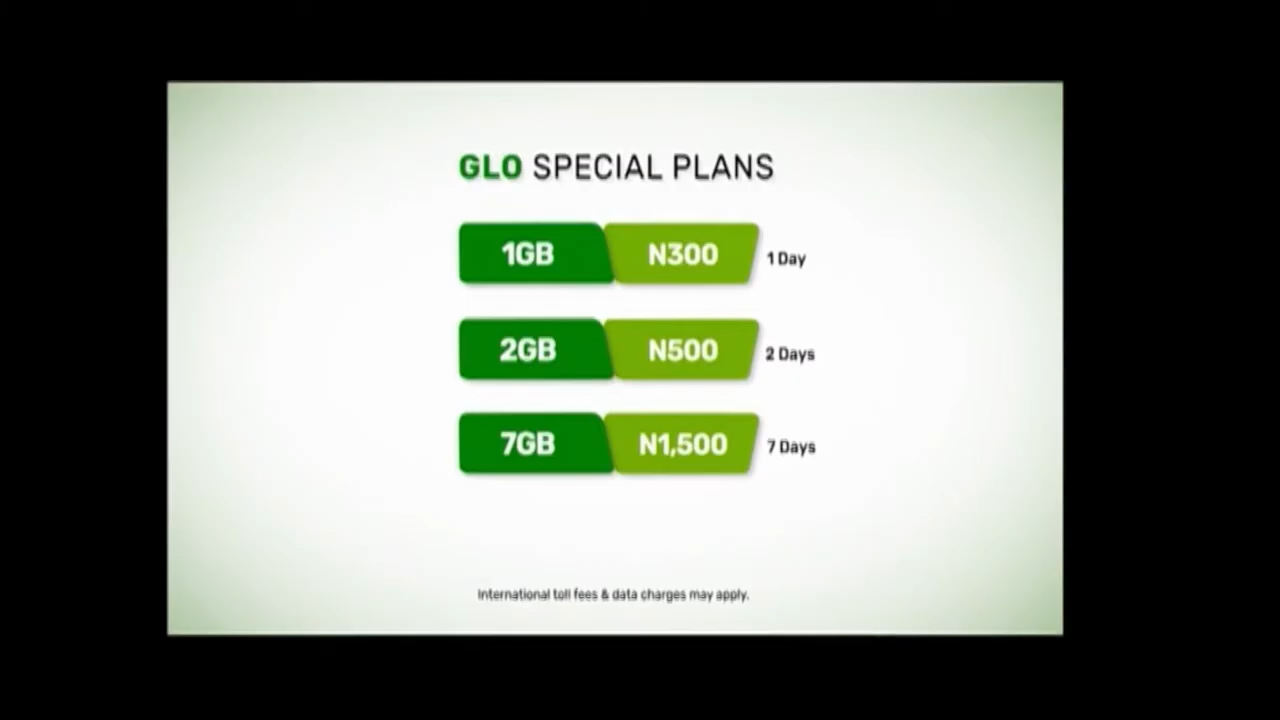 GLO SPECIAL PLANS
1GB N300 1 Day
2GB N500 2 Days
7GB N1,500 7 Days
International toll fees & data charges may apply.